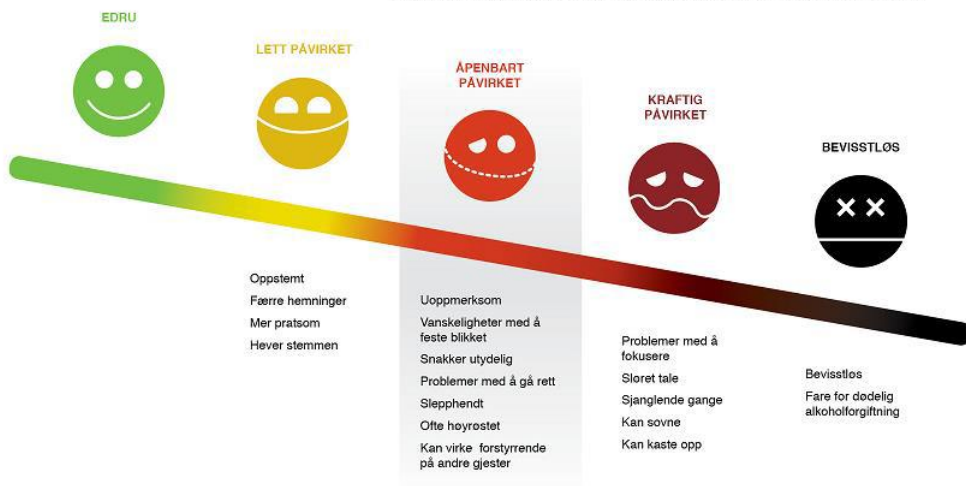 EDRU
LETT PÅVIRKET
Oppstemt
Færre hemninger
Mer pratsom
Hever stemmen
ÅPENBART
PÅVIRKET
Uoppmerksom
Vanskeligheter med å
feste blikket
Snakker utydelig
Problemer med å gå rett
Slepphendt
Ofte høyrøstet
Kan virke forstyrrende
på andre gjester
KRAFTIG
PÅVIRKET
Problemer med å
fokusere
Sløret tale
Sjanglende gange
Kan sovne
Kan kaste opp
BEVISSTLØS
Bevisstløs
Fare for dødelig
alkoholforgiftning